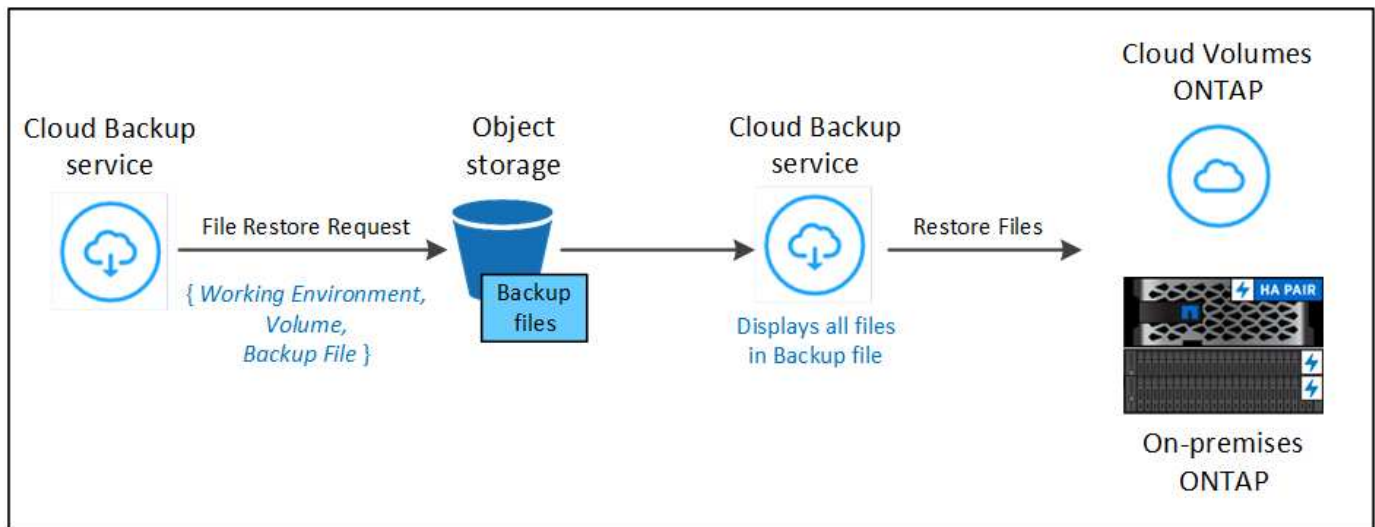 Cloud Backup
service
File Restore Request
{ Working Environment,
Volume,
Backup File }
Object
storage
Backup
files
Cloud Backup
service
Displays all files
in Backup file
Restore Files
Cloud Volumes
ONTAP
HA PAIR
On-premises
ONTAP